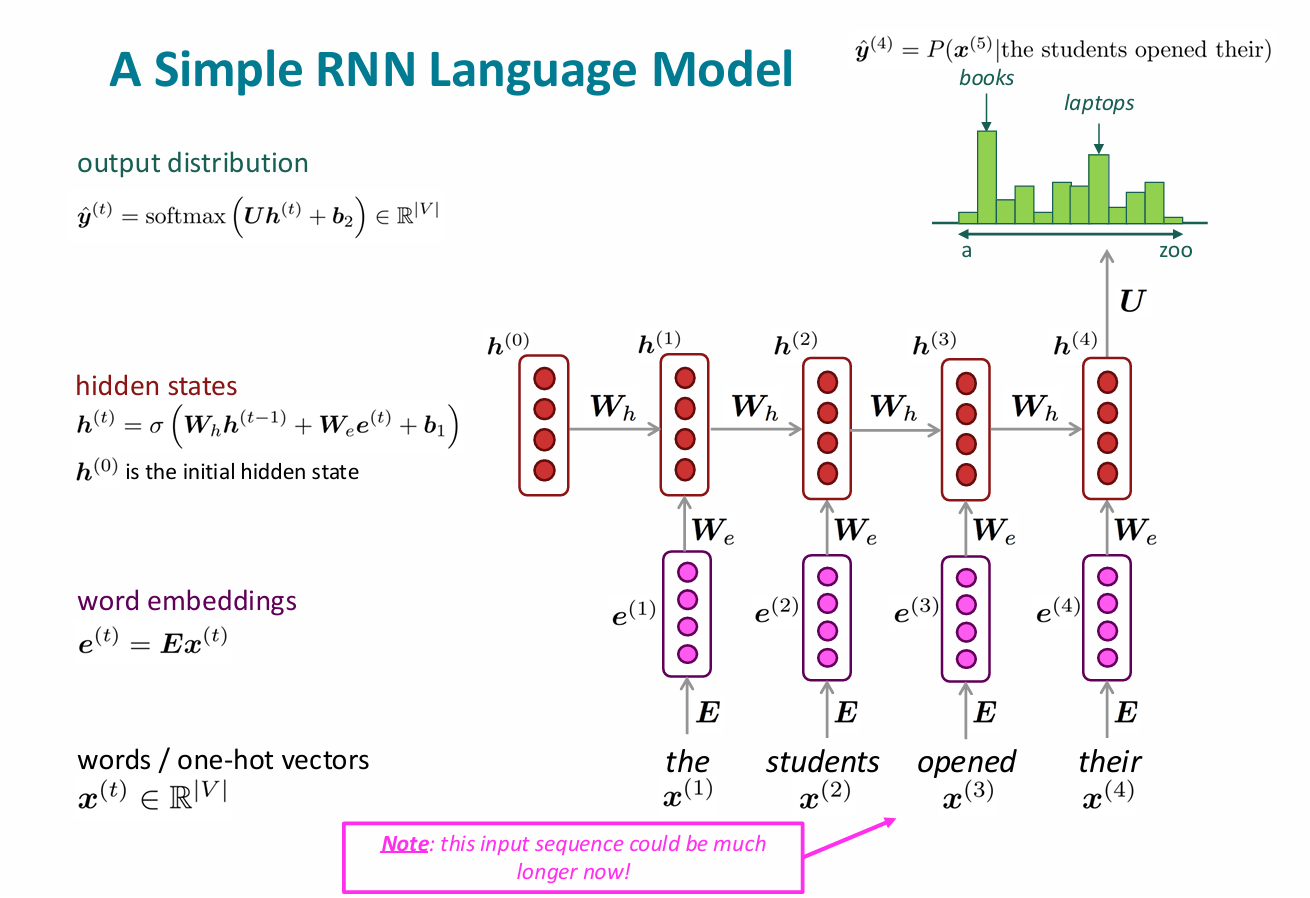 A Simple RNN Language Model
ŷ⁽⁴⁾ = P(x⁽⁵⁾|the students opened their)
books
laptops
a zoo
output distribution
ŷ⁽ᵗ⁾ = softmax (Uh⁽ᵗ⁾ + b₂) ∈ ℝ^|V|
U
h⁽⁰⁾ h⁽¹⁾ h⁽²⁾ h⁽³⁾ h⁽⁴⁾
W_h W_h W_h W_h
hidden states
h⁽ᵗ⁾ = σ (W_h h⁽ᵗ⁻¹⁾ + W_e e⁽ᵗ⁾ + b₁)
h⁽⁰⁾ is the initial hidden state
W_e W_e W_e W_e
word embeddings
e⁽ᵗ⁾ = Ex⁽ᵗ⁾
e⁽¹⁾ e⁽²⁾ e⁽³⁾ e⁽⁴⁾
E E E E
words / one-hot vectors
x⁽ᵗ⁾ ∈ ℝ^|V|
the students opened their
x⁽¹⁾ x⁽²⁾ x⁽³⁾ x⁽⁴⁾
Note: this input sequence could be much
longer now!